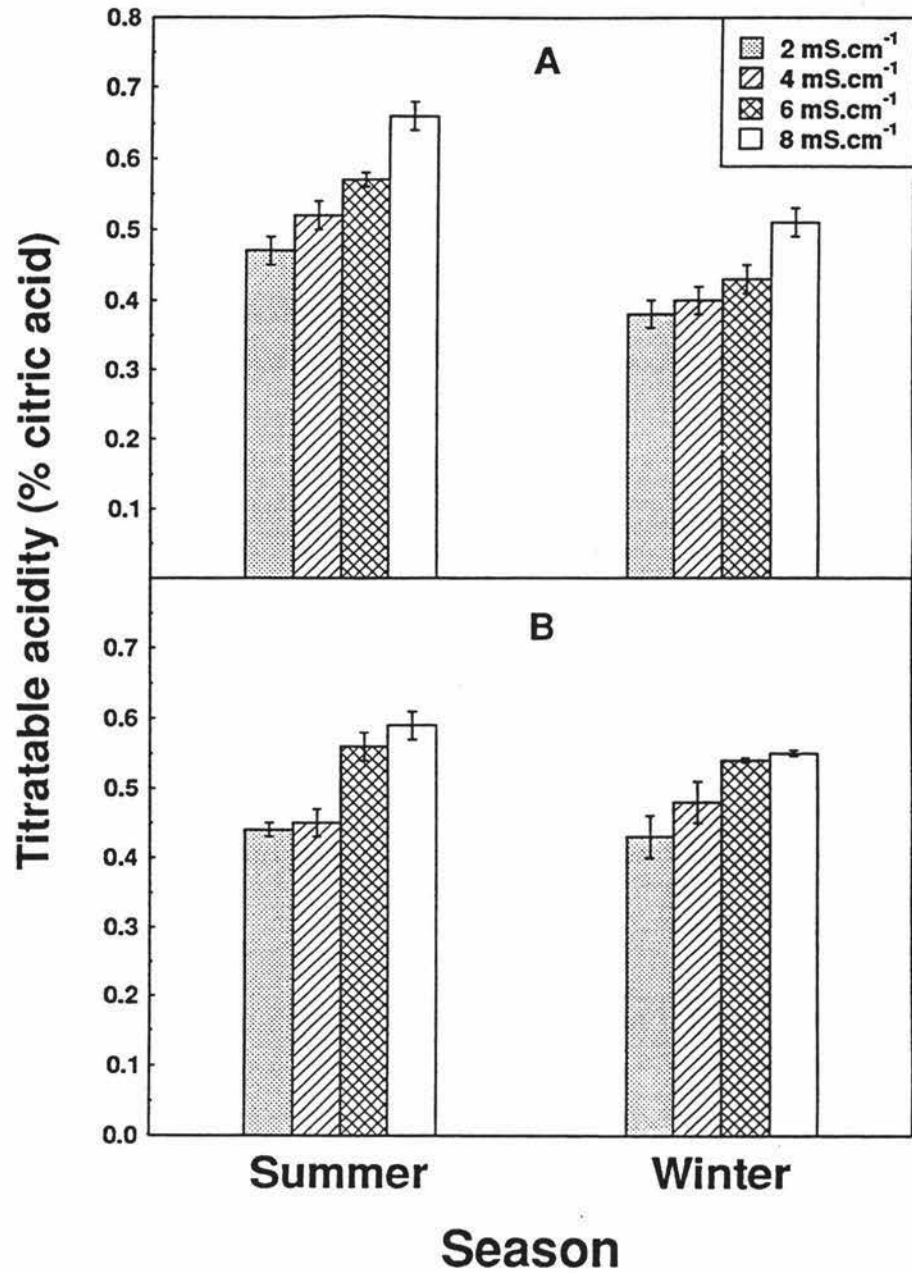 Titratable acidity (% citric acid)
0.8
0.7
0.6
0.5
0.4
0.3
0.2
0.1
A
2 mS.cm⁻¹
4 mS.cm⁻¹
6 mS.cm⁻¹
8 mS.cm⁻¹
0.7
0.6
0.5
0.4
0.3
0.2
0.1
0.0
B
Summer
Winter
Season